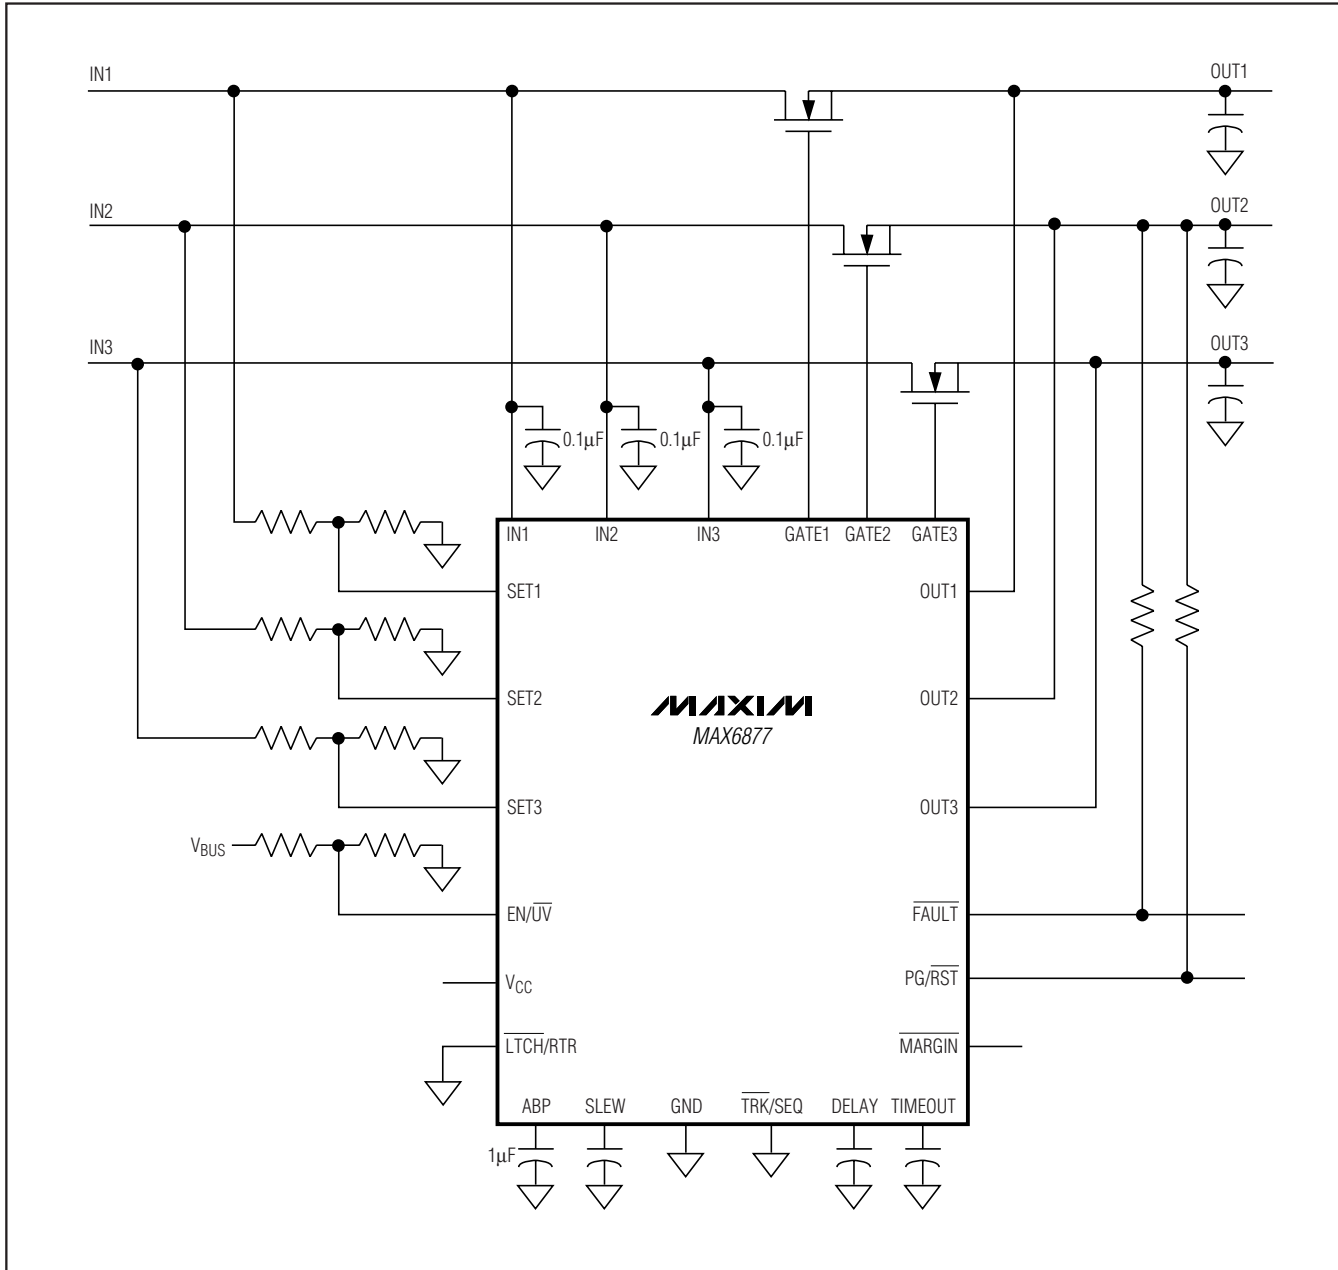 IN1
OUT1
IN2
OUT2
IN3
OUT3
0.1µF
0.1µF
0.1µF
IN1 IN2 IN3 GATE1 GATE2 GATE3
SET1
OUT1
SET2
OUT2
MAXIM
MAX6877
SET3
OUT3
VBUS
EN/UV
FAULT
VCC
PG/RST
LTCH/RTR
MARGIN
ABP SLEW GND TRK/SEQ DELAY TIMEOUT
1µF